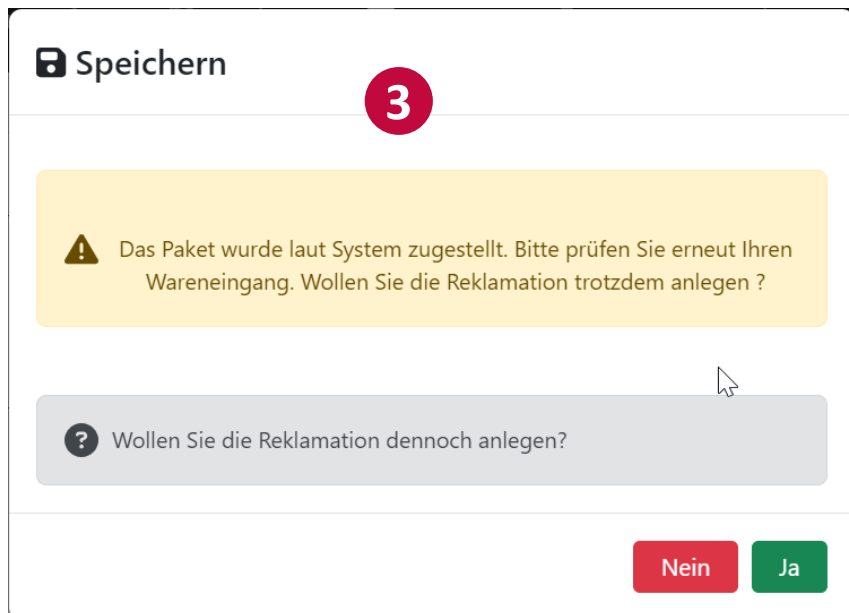 Speichern
3
Das Paket wurde laut System zugestellt. Bitte prüfen Sie erneut Ihren
Wareneingang. Wollen Sie die Reklamation trotzdem anlegen ?
Wollen Sie die Reklamation dennoch anlegen?
Nein
Ja